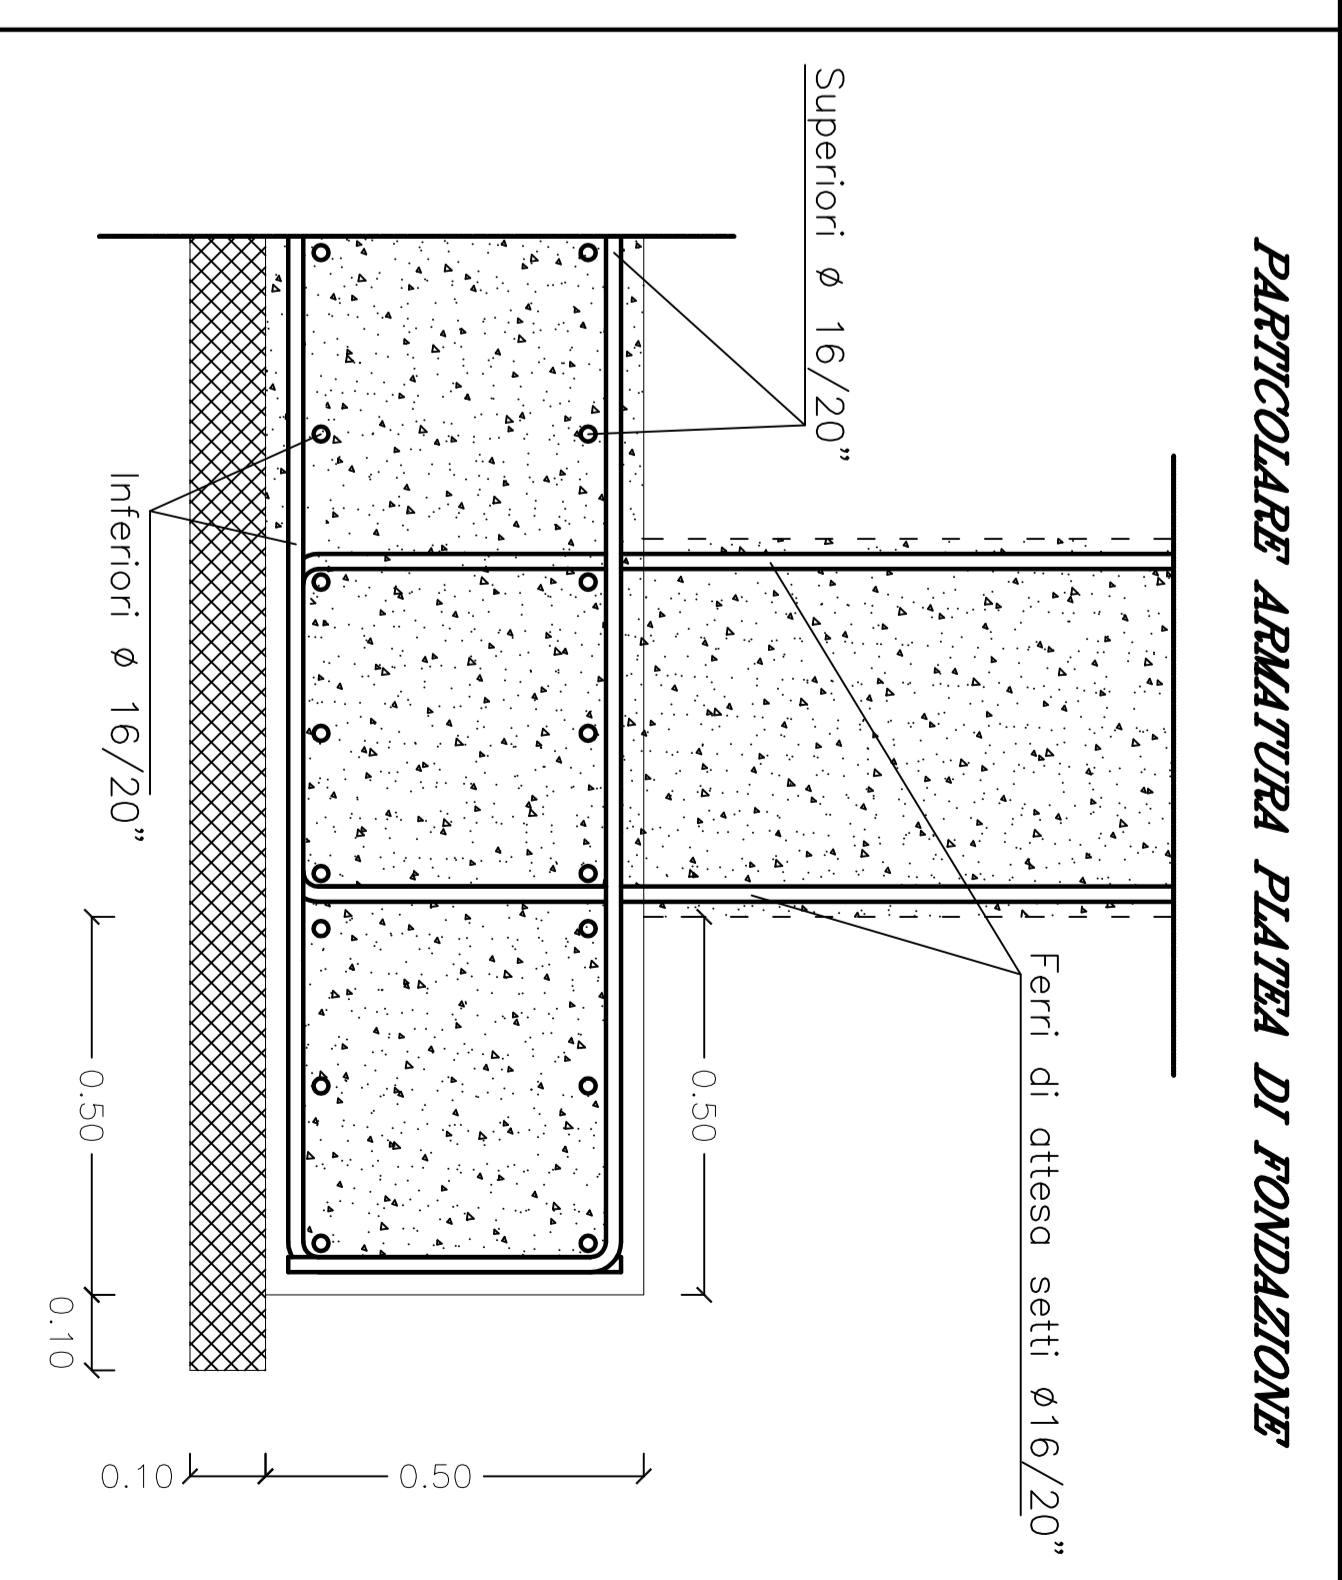 PARTICOLARE ARMATURA PLATEA DI FONDAZIONE
Ferri di attesa setti ø16/20”
Superiori ø 16/20”
0.50
0.50
0.10
Inferiori ø 16/20”
0.50
0.10